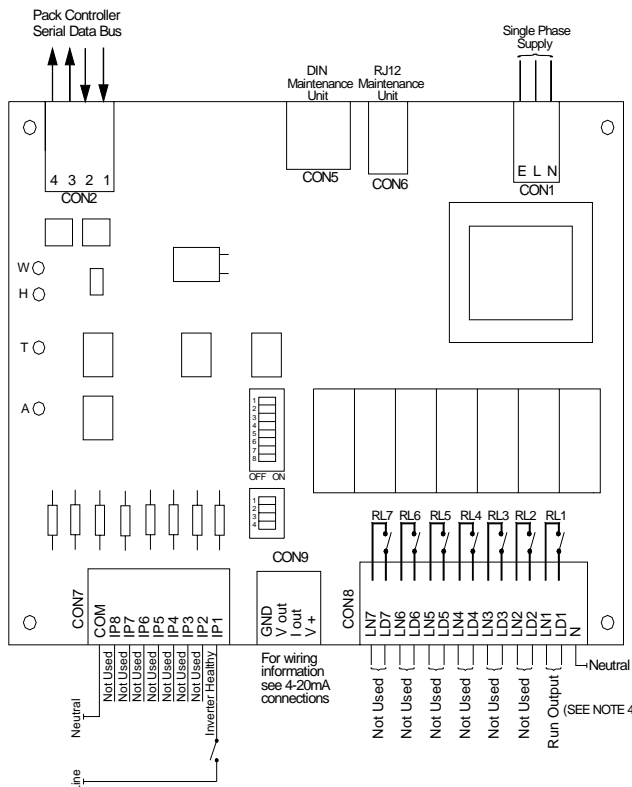 Pack Controller
Serial Data Bus
Single Phase
Supply
DIN
Maintenance
Unit
RJ12
Maintenance
Unit
4 3 2 1
CON2
CON5
CON6
E L N
CON1
W
H
T
A
1
2
3
4
5
6
7
8
OFF ON
1
2
3
4
RL7 RL6 RL5 RL4 RL3 RL2 RL1
CON7
COM
IP8
IP7
IP6
IP5
IP4
IP3
IP2
IP1
CON9
GND
V out
I out
V +
CON8
LN7
LD7
LN6
LD6
LN5
LD5
LN4
LD4
LN3
LD3
LN2
LD2
LN1
LD1
N
Neutral
Not Used
Not Used
Not Used
Not Used
Not Used
Not Used
Not Used
Inverter Healthy
For wiring
information
see 4-20mA
connections
Not Used
Not Used
Not Used
Not Used
Not Used
Not Used
Run Output
(SEE NOTE 4
Neutral